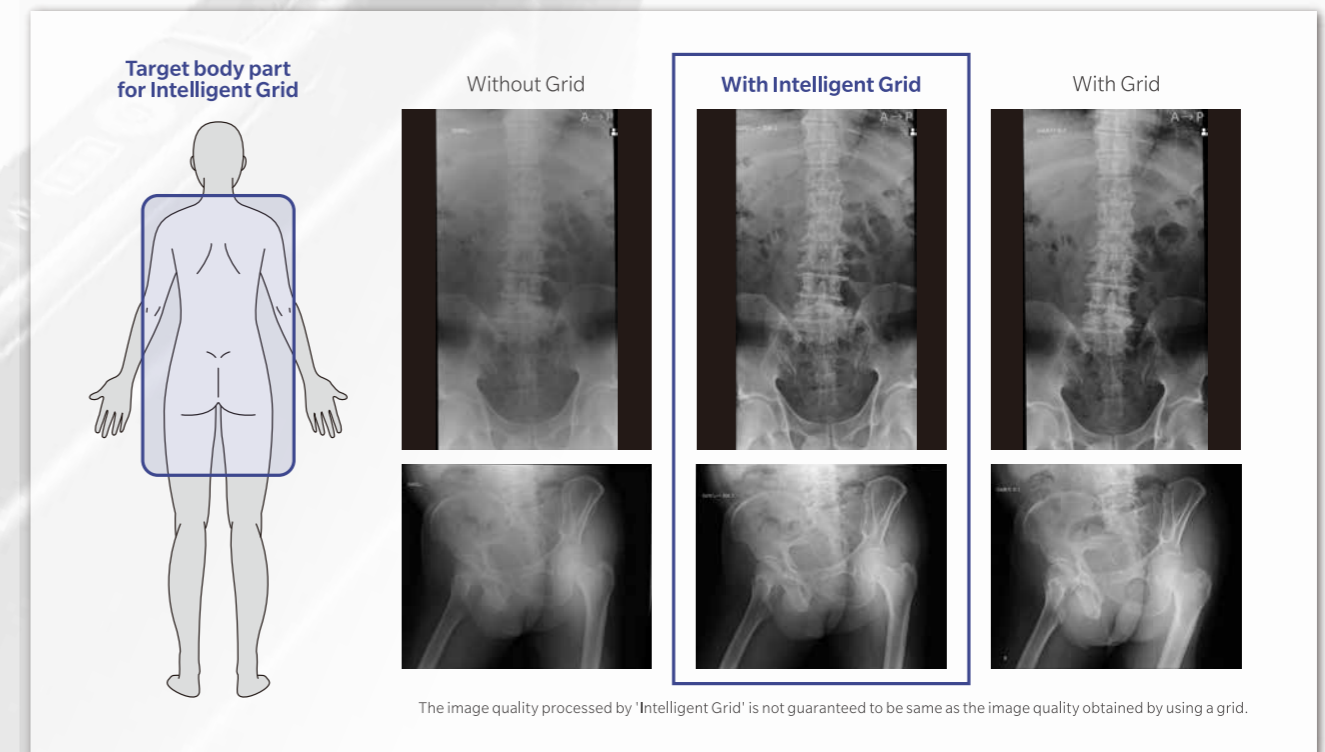 Target body part
for Intelligent Grid
Without Grid
With Intelligent Grid
With Grid
A→P
A→P
A→P
The image quality processed by 'Intelligent Grid' is not guaranteed to be same as the image quality obtained by using a grid.